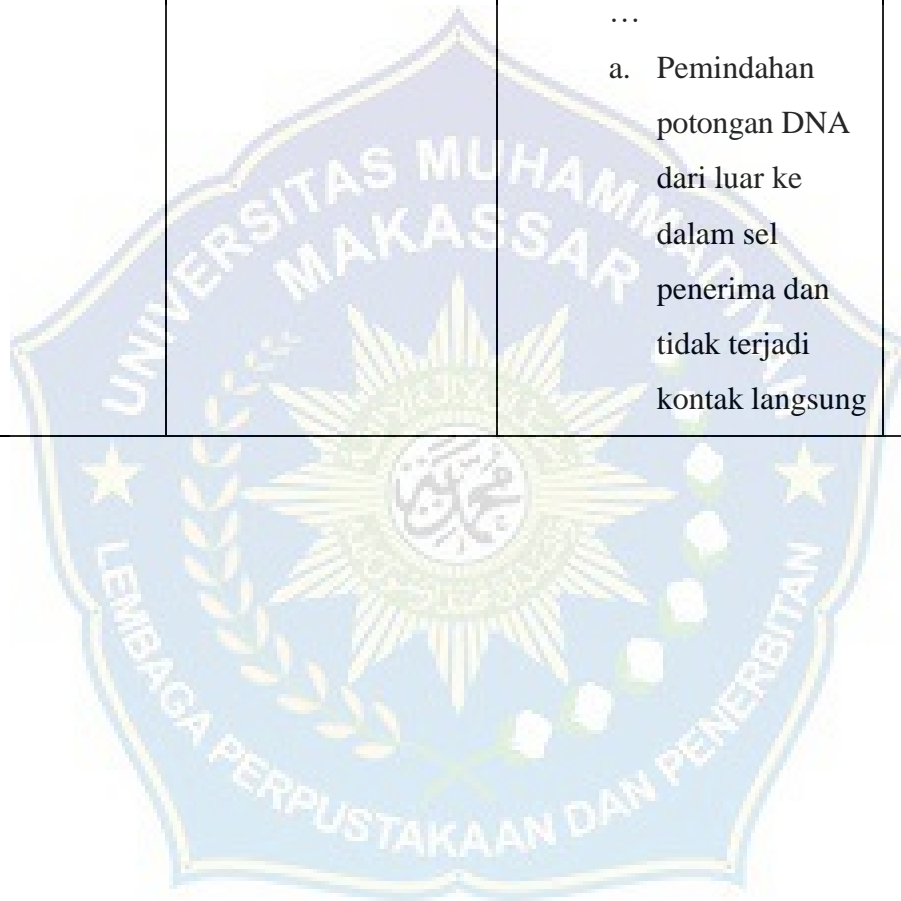 …
a. Pemindahan
potongan DNA
dari luar ke
dalam sel
penerima dan
tidak terjadi
kontak langsung
UNIVERSITAS MUHAMMADIYAH
MAKASSAR
LEMBAGA PERPUSTAKAAN DAN PENERBITAN